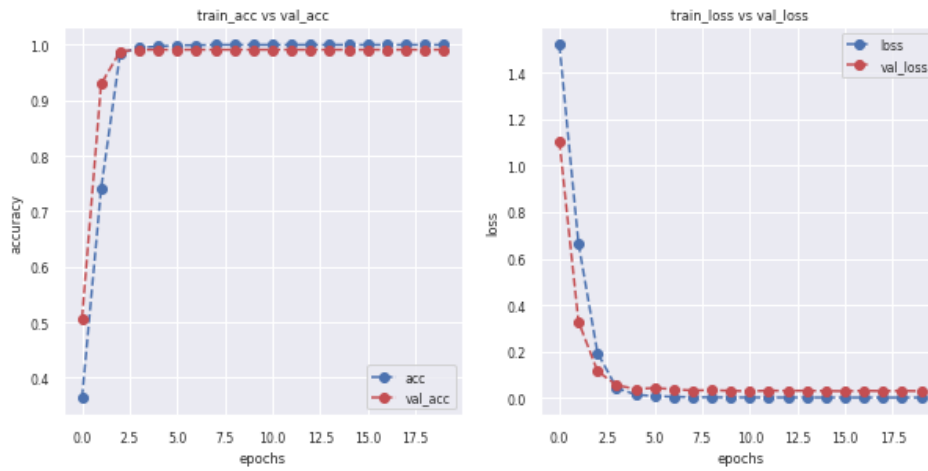 train_acc vs val_acc
1.0
0.9
0.8
0.7
0.6
0.5
0.4
accuracy
acc
val_acc
0.0 2.5 5.0 7.5 10.0 12.5 15.0 17.5
epochs
train_loss vs val_loss
loss
val_loss
1.4
1.2
1.0
0.8
0.6
0.4
0.2
0.0
loss
0.0 2.5 5.0 7.5 10.0 12.5 15.0 17.5
epochs